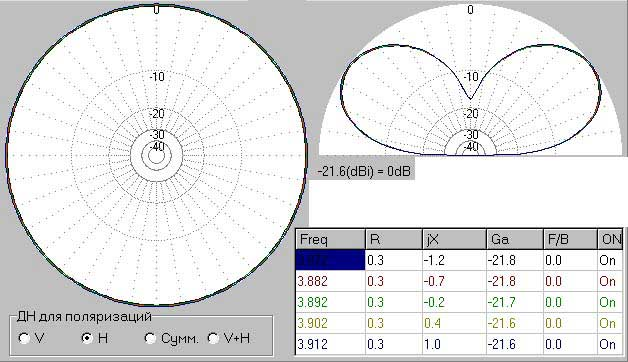 0
-10
-20
-30
-40
0
-10
-20
-30
-40
-21.6(dBi) = 0dB
Freq R jX Ga F/B ON
0.3 -1.2 -21.8 0.0 On
3.882 0.3 -0.7 -21.8 0.0 On
3.892 0.3 -0.2 -21.7 0.0 On
3.902 0.3 0.4 -21.6 0.0 On
3.912 0.3 1.0 -21.6 0.0 On
ДН для поляризаций
V H Сумм. V+H